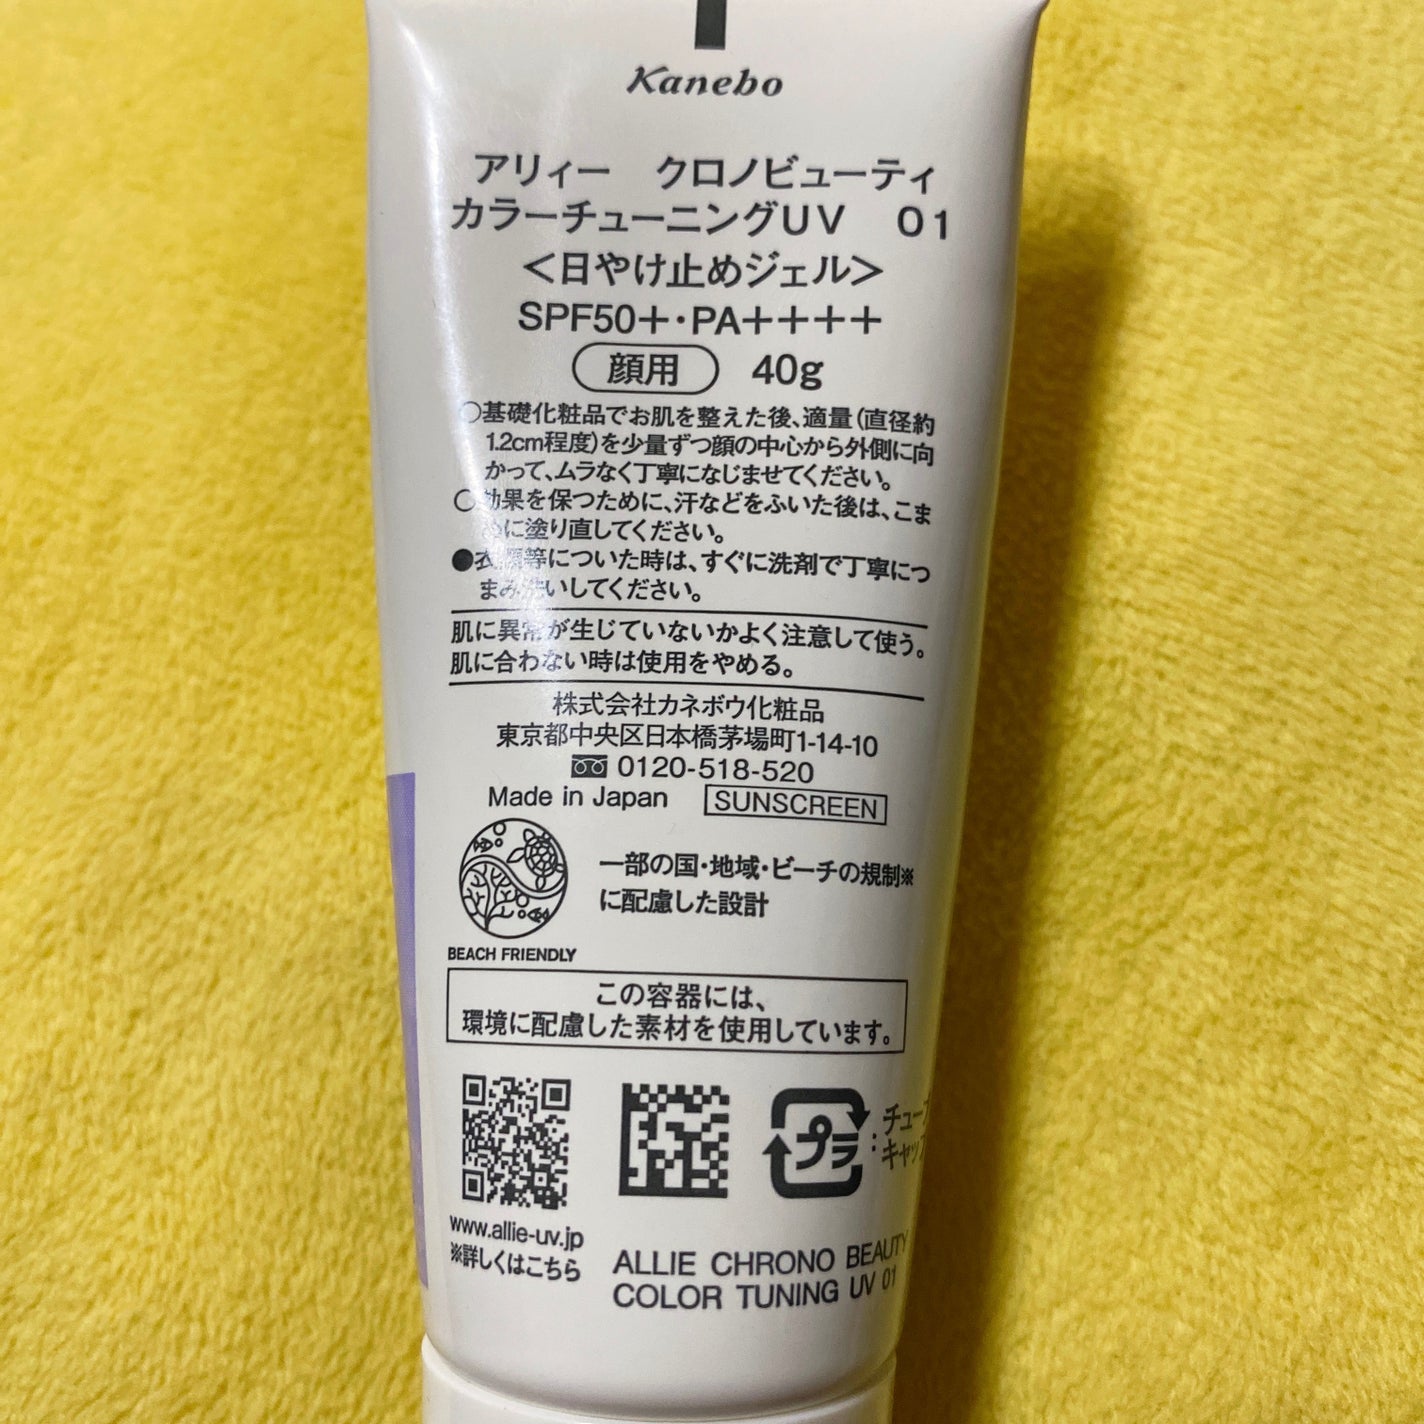 Kanebo
アリィー　クロノビューティ
カラーチューニングUV　01
＜日やけ止めジェル＞
SPF50＋・PA＋＋＋＋
顔用　40g
○基礎化粧品でお肌を整えた後、適量（直径約
1.2cm程度）を少量ずつ顔の中心から外側に向
かって、ムラなく丁寧になじませてください。
○効果を保つために、汗などをふいた後は、こま
めに塗り直してください。
●衣類等についた時は、すぐに洗剤で丁寧につ
まみ洗いしてください。
肌に異常が生じていないかよく注意して使う。
肌に合わない時は使用をやめる。
株式会社カネボウ化粧品
東京都中央区日本橋茅場町1-14-10
0120-518-520
Made in Japan　SUNSCREEN
一部の国・地域・ビーチの規制※
に配慮した設計
BEACH FRIENDLY
この容器には、
環境に配慮した素材を使用しています。
プラ：チュー
キャッ
www.allie-uv.jp
※詳しくはこちら
ALLIE CHRONO BEAUTY
COLOR TUNING UV 01